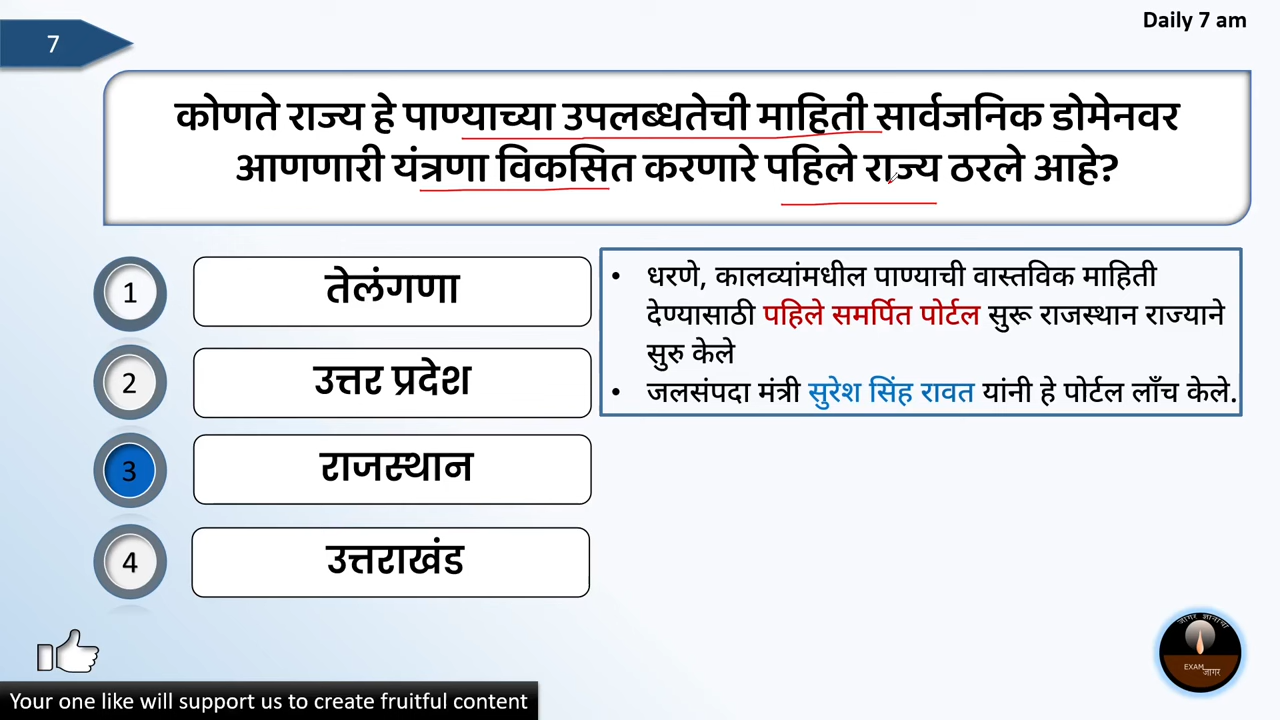 Daily 7 am
7
कोणते राज्य हे पाण्याच्या उपलब्धतेची माहिती सार्वजनिक डोमेनवर
आणणारी यंत्रणा विकसित करणारे पहिले राज्य ठरले आहे?
1
तेलंगणा
2
उत्तर प्रदेश
3
राजस्थान
4
उत्तराखंड
• धरणे, कालव्यांमधील पाण्याची वास्तविक माहिती
देण्यासाठी पहिले समर्पित पोर्टल सुरू राजस्थान राज्याने
सुरु केले
• जलसंपदा मंत्री सुरेश सिंह रावत यांनी हे पोर्टल लाँच केले.
जागर ज्ञानाचा
EXAM
जागर
Your one like will support us to create fruitful content